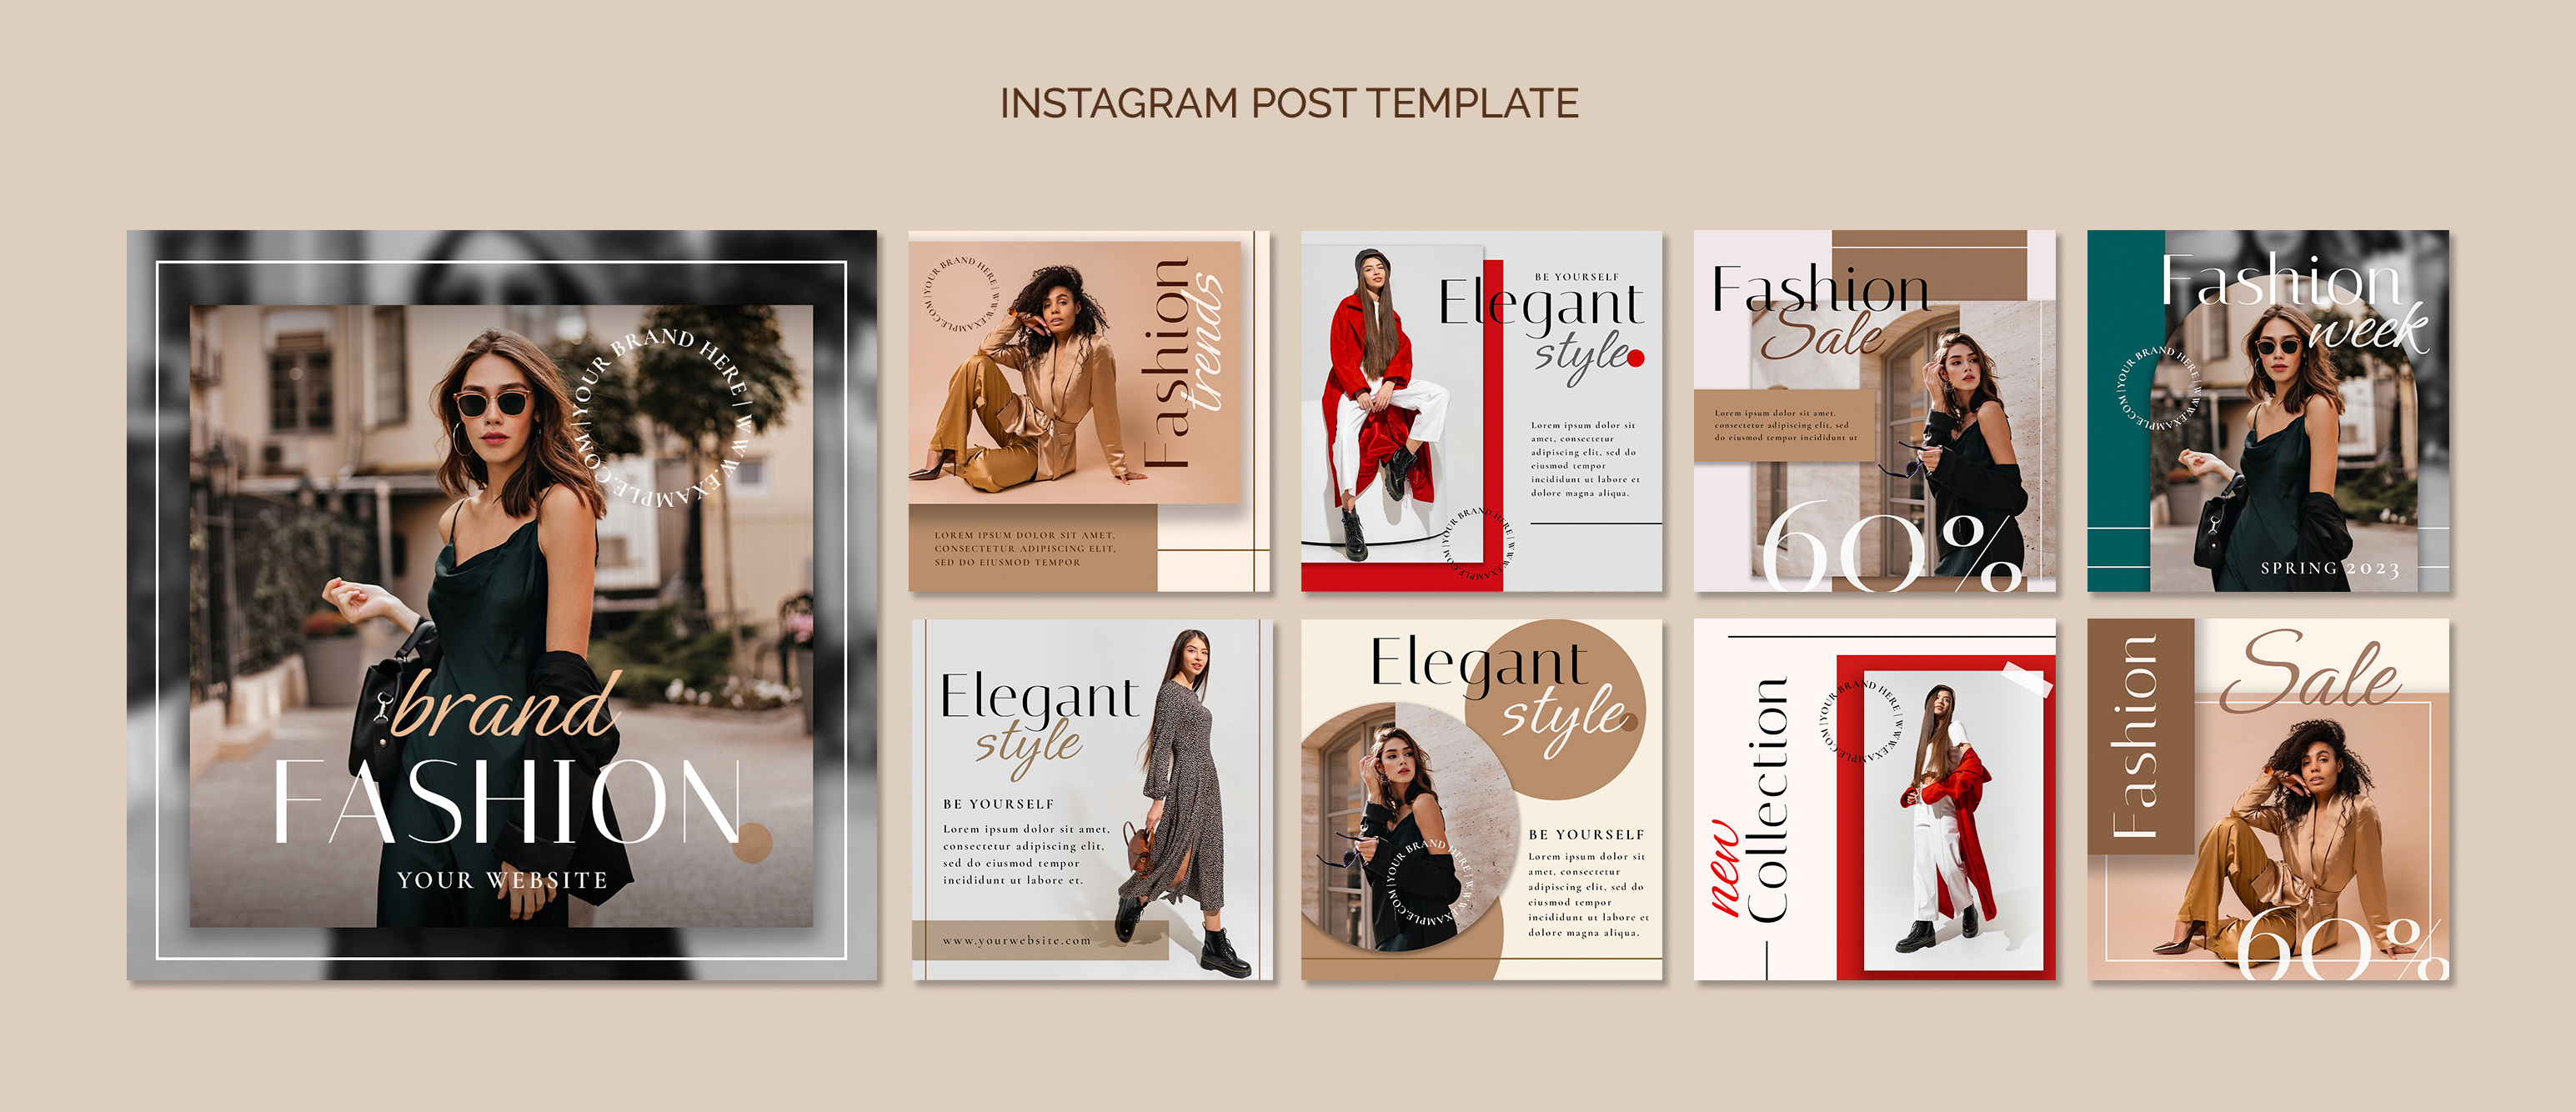 INSTAGRAM POST TEMPLATE
YOUR BRAND HERE | WWW.EXAMPLE.COM |
brand
FASHION
YOUR WEBSITE
YOUR BRAND HERE | WWW.EXAMPLE.COM |
Fashion
trends
LOREM IPSUM DOLOR SIT AMET,
CONSECTETUR ADIPISCING ELIT,
SED DO EIUSMOD TEMPOR
BE YOURSELF
Elegant
style
Lorem ipsum dolor sit
amet, consectetur
adipiscing elit, sed do
eiusmod tempor
incididunt ut labore et
dolore magna aliqua.
YOUR BRAND HERE | WWW.EXAMPLE.COM |
Fashion
Sale
Lorem ipsum dolor sit amet,
consectetur adipiscing elit, sed
do eiusmod tempor incididunt ut
60%
Fashion
week
YOUR BRAND HERE | WWW.EXAMPLE.COM |
SPRING 2023
Elegant
style
BE YOURSELF
Lorem ipsum dolor sit amet,
consectetur adipiscing elit,
sed do eiusmod tempor
incididunt ut labore et.
www.yourwebsite.com
Elegant
style
BE YOURSELF
Lorem ipsum dolor sit
amet, consectetur
adipiscing elit, sed do
eiusmod tempor
incididunt ut labore et
dolore magna aliqua.
YOUR BRAND HERE | WWW.EXAMPLE.COM |
new
Collection
YOUR BRAND HERE | WWW.EXAMPLE.COM |
Fashion
Sale
60%